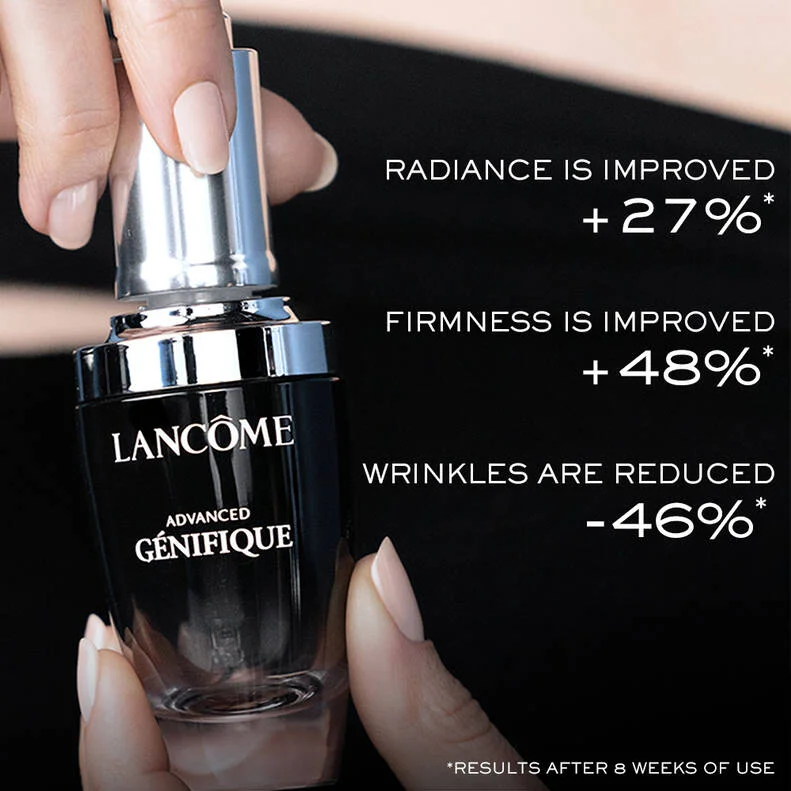 RADIANCE IS IMPROVED
+27%*
FIRMNESS IS IMPROVED
+48%*
WRINKLES ARE REDUCED
-46%*
LANCÔME
ADVANCED
GÉNIFIQUE
*RESULTS AFTER 8 WEEKS OF USE